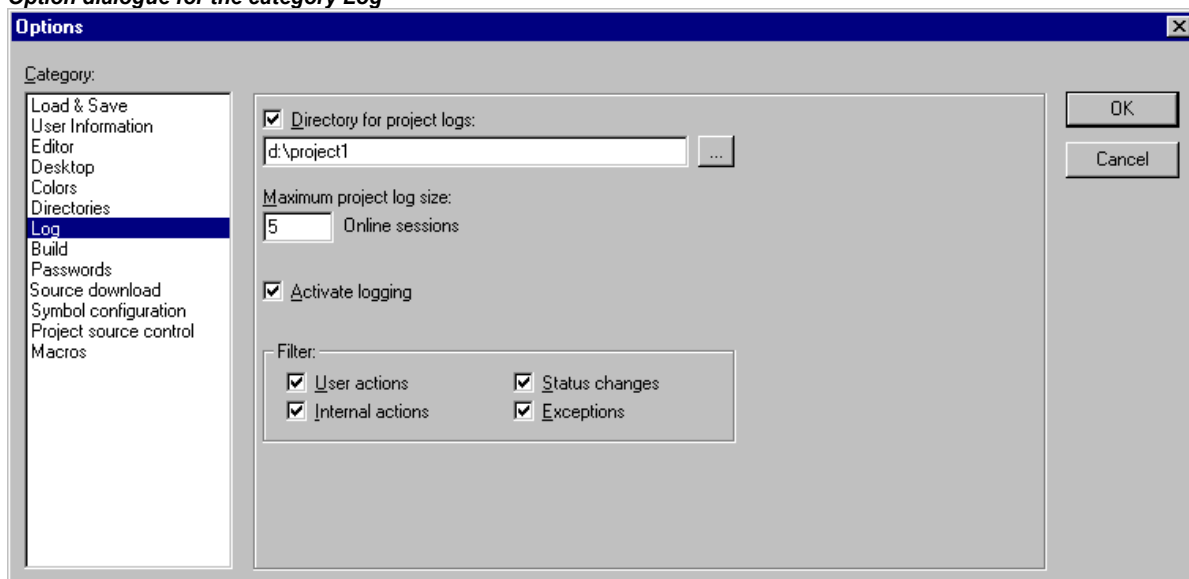 Option dialogue for the category Log
Options
Category:
Load & Save
User Information
Editor
Desktop
Colors
Directories
Log
Build
Passwords
Source download
Symbol configuration
Project source control
Macros
Directory for project logs:
d:\project1
...
Maximum project log size:
5 Online sessions
Activate logging
Filter:
User actions Status changes
Internal actions Exceptions
OK
Cancel